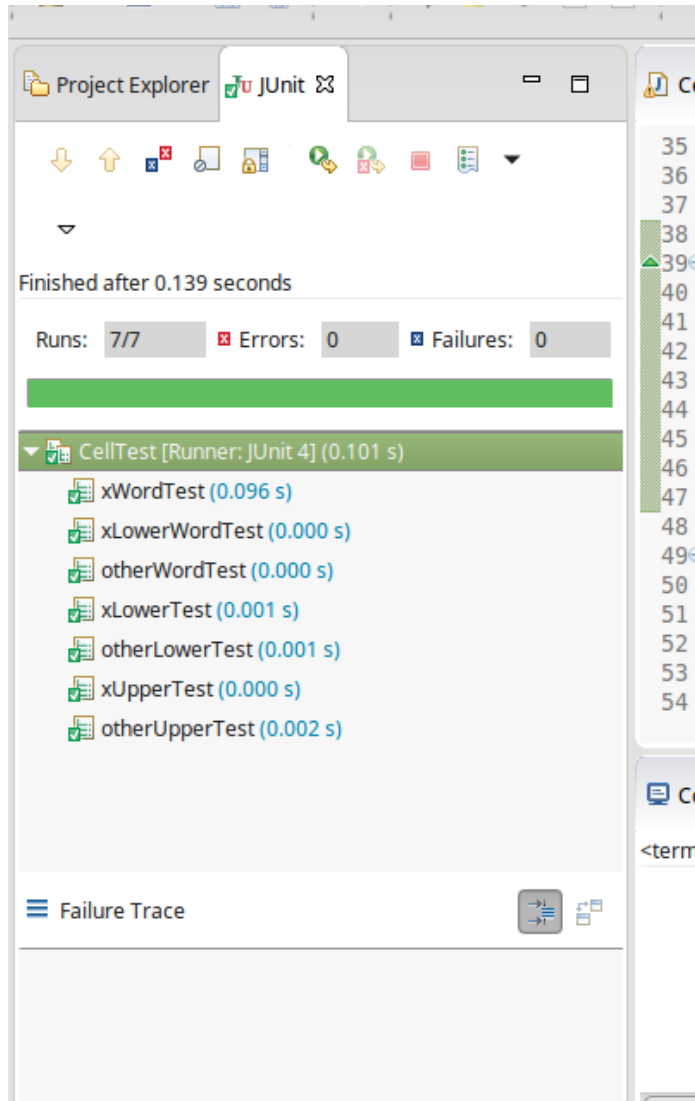 Project Explorer JUnit
Finished after 0.139 seconds
Runs: 7/7 Errors: 0 Failures: 0
CellTest [Runner: JUnit 4] (0.101 s)
xWordTest (0.096 s)
xLowerWordTest (0.000 s)
otherWordTest (0.000 s)
xLowerTest (0.001 s)
otherLowerTest (0.001 s)
xUpperTest (0.000 s)
otherUpperTest (0.002 s)
Failure Trace
35
36
37
38
39
40
41
42
43
44
45
46
47
48
49
50
51
52
53
54
<term